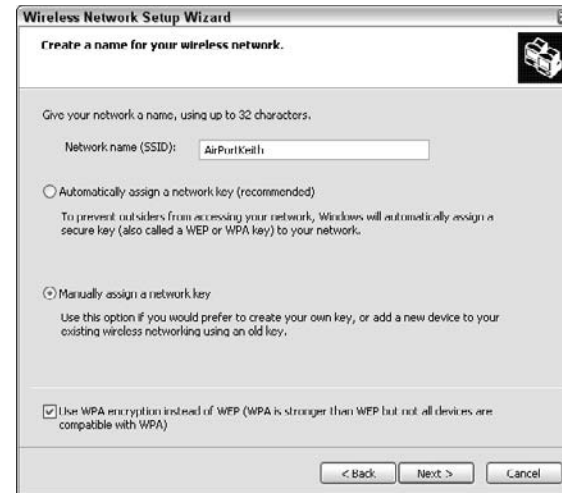 Wireless Network Setup Wizard
Create a name for your wireless network.
Give your network a name, using up to 32 characters.
Network name (SSID): AirPortKeith
Automatically assign a network key (recommended)
To prevent outsiders from accessing your network, Windows will automatically assign a
secure key (also called a WEP or WPA key) to your network.
Manually assign a network key
Use this option if you would prefer to create your own key, or add a new device to your
existing wireless networking using an old key.
Use WPA encryption instead of WEP (WPA is stronger than WEP but not all devices are
compatible with WPA)
< Back Next > Cancel